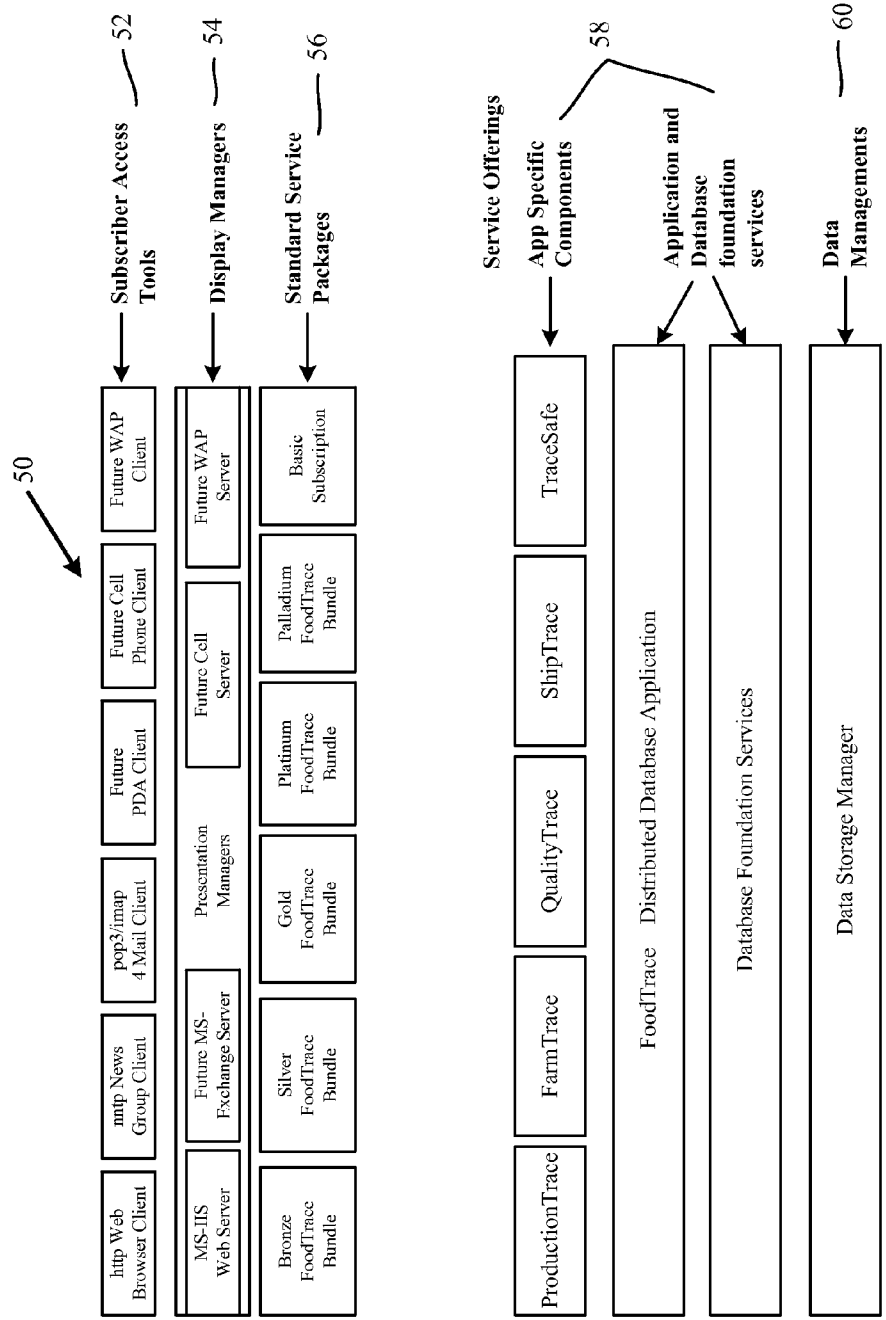 50
http Web
Browser Client
nntp News
Group Client
pop3/imap
4 Mail Client
Future
PDA Client
Future Cell
Phone Client
Future WAP
Client
Subscriber Access
Tools
52
MS-IIS
Web Server
Future MS-
Exchange Server
Presentation
Managers
Future Cell
Server
Future WAP
Server
Display Managers
54
Bronze
FoodTrace
Bundle
Silver
FoodTrace
Bundle
Gold
FoodTrace
Bundle
Platinum
FoodTrace
Bundle
Palladium
FoodTrace
Bundle
Basic
Subscription
Standard Service
Packages
56
Service Offerings
ProductionTrace
FarmTrace
QualityTrace
ShipTrace
TraceSafe
App Specific
Components
58
FoodTrace Distributed Database Application
Database Foundation Services
Application and
Database
foundation
services
Data Storage Manager
Data
Managements
60